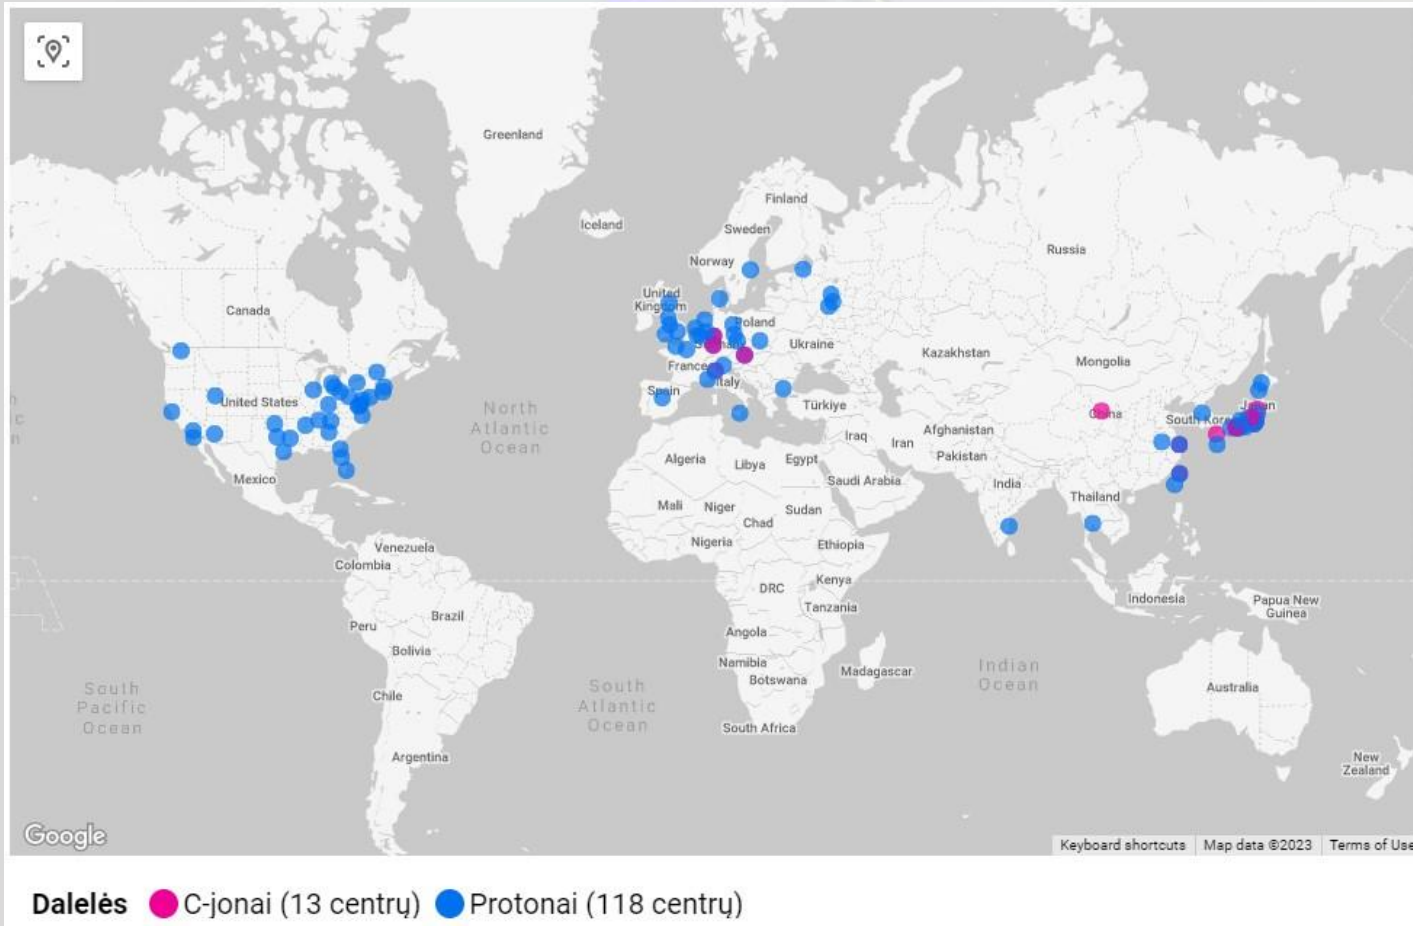 Greenland
Finland
Iceland
Sweden
Russia
Norway
United
Kingdom
Canada
Poland
Ukraine
Kazakhstan
Mongolia
France
Italy
Spain
United States
Türkiye
China
South
Japan
North
Atlantic
Ocean
Afghanistan
Iraq
Iran
Pakistan
Algeria
Libya
Egypt
Saudi Arabia
Mexico
India
Thailand
Mali
Niger
Sudan
Chad
Nigeria
Ethiopia
Venezuela
Colombia
Kenya
DRC
Tanzania
Indonesia
Papua New
Guinea
Brazil
Peru
Angola
Bolivia
Namibia
Botswana
Madagascar
Indian
Ocean
Australia
South
Pacific
Ocean
Chile
South
Atlantic
Ocean
South Africa
Argentina
New
Zealand
Google
Keyboard shortcuts
Map data ©2023
Terms of Use
Dalelės C-jonai (13 centrų) Protonai (118 centrų)